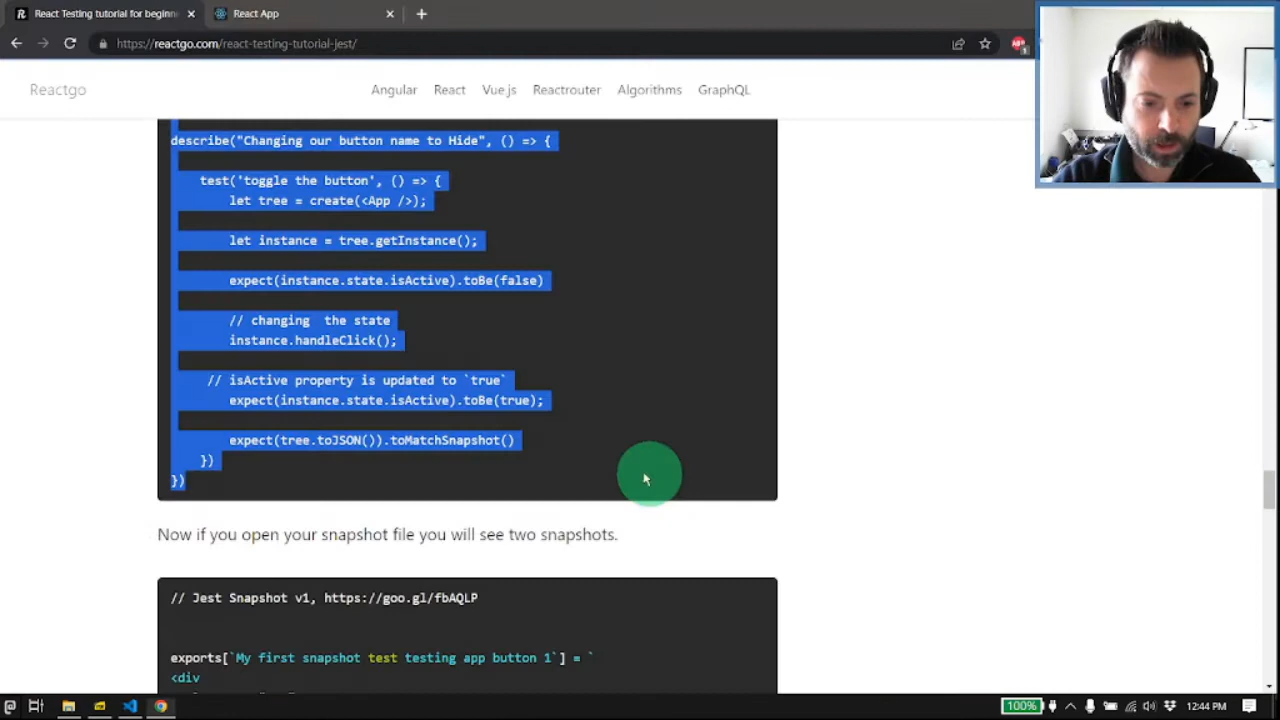 React Testing tutorial for beginn
React App
https://reactgo.com/react-testing-tutorial-jest/
Reactgo
Angular React Vue.js Reactrouter Algorithms GraphQL
describe("Changing our button name to Hide", () => {
test('toggle the button', () => {
let tree = create(<App />);
let instance = tree.getInstance();
expect(instance.state.isActive).toBe(false)
// changing  the state
instance.handleClick();
// isActive property is updated to `true`
expect(instance.state.isActive).toBe(true);
expect(tree.toJSON()).toMatchSnapshot()
})
})
Now if you open your snapshot file you will see two snapshots.
// Jest Snapshot v1, https://goo.gl/fbAQLP
exports[`My first snapshot test testing app button 1`] = `
<div
100% 12:44 PM